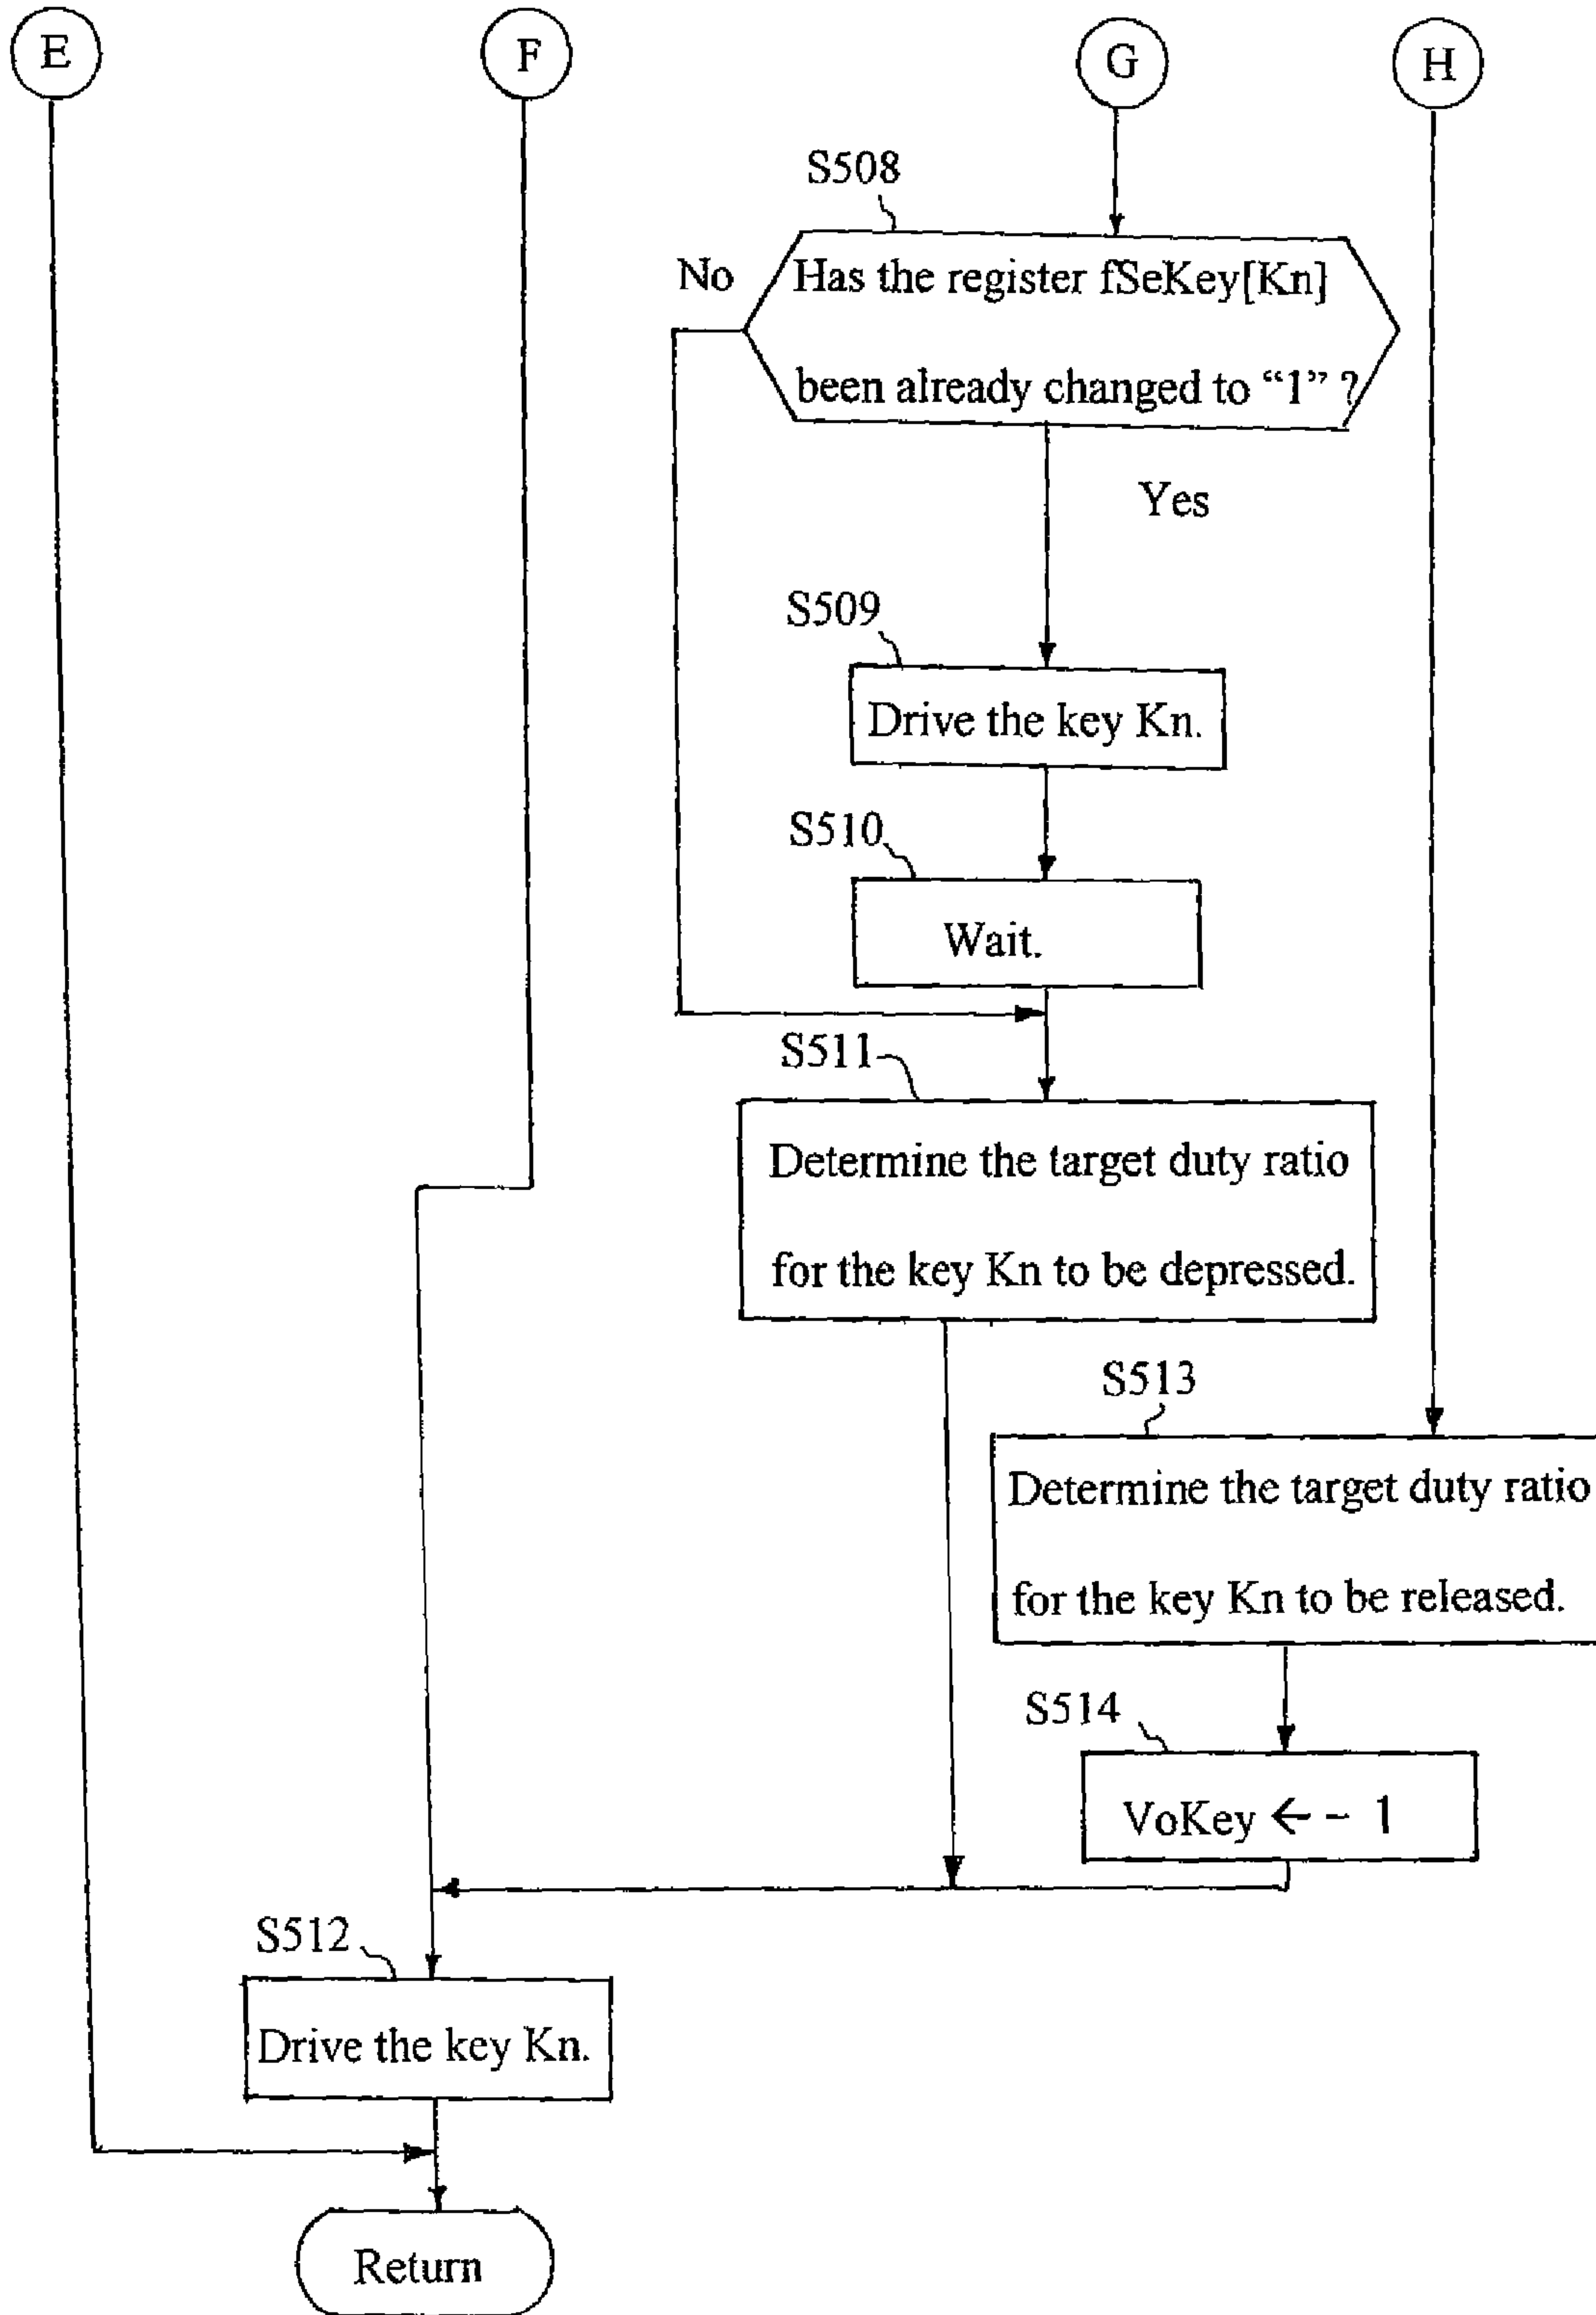 E
F
G
H
S508
No
Has the register fSeKey[Kn]
been already changed to “1” ?
Yes
S509
Drive the key Kn.
S510
Wait.
S511
Determine the target duty ratio
for the key Kn to be depressed.
S513
Determine the target duty ratio
for the key Kn to be released.
S514
VoKey ← - 1
S512
Drive the key Kn.
Return